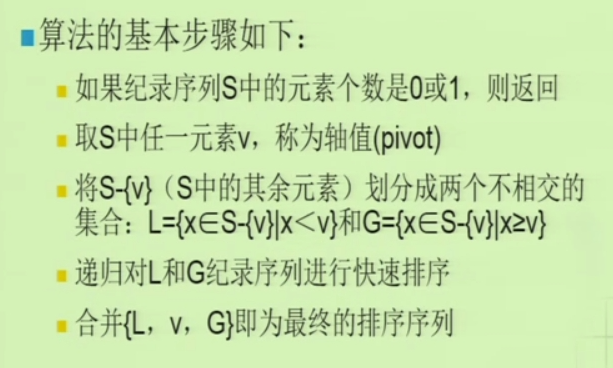 算法的基本步骤如下：
如果纪录序列S中的元素个数是0或1，则返回
取S中任一元素v，称为轴值(pivot)
将S-{v}（S中的其余元素）划分成两个不相交的
集合：L={x∈S-{v}|x＜v}和G={x∈S-{v}|x≥v}
递归对L和G纪录序列进行快速排序
合并{L，v，G}即为最终的排序序列